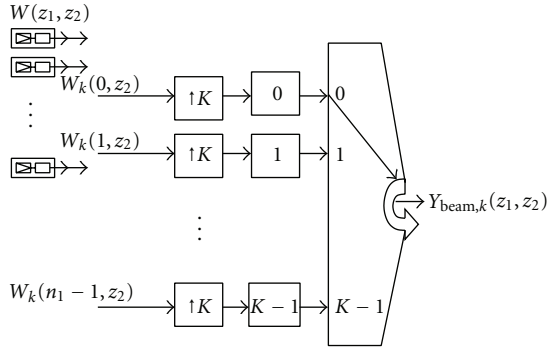 W(z₁, z₂)
Wₖ(0, z₂) ↑K 0 0
⋮
Wₖ(1, z₂) ↑K 1 1
Y_beam,k(z₁, z₂)
⋮
Wₖ(n₁ − 1, z₂) ↑K K − 1 K − 1